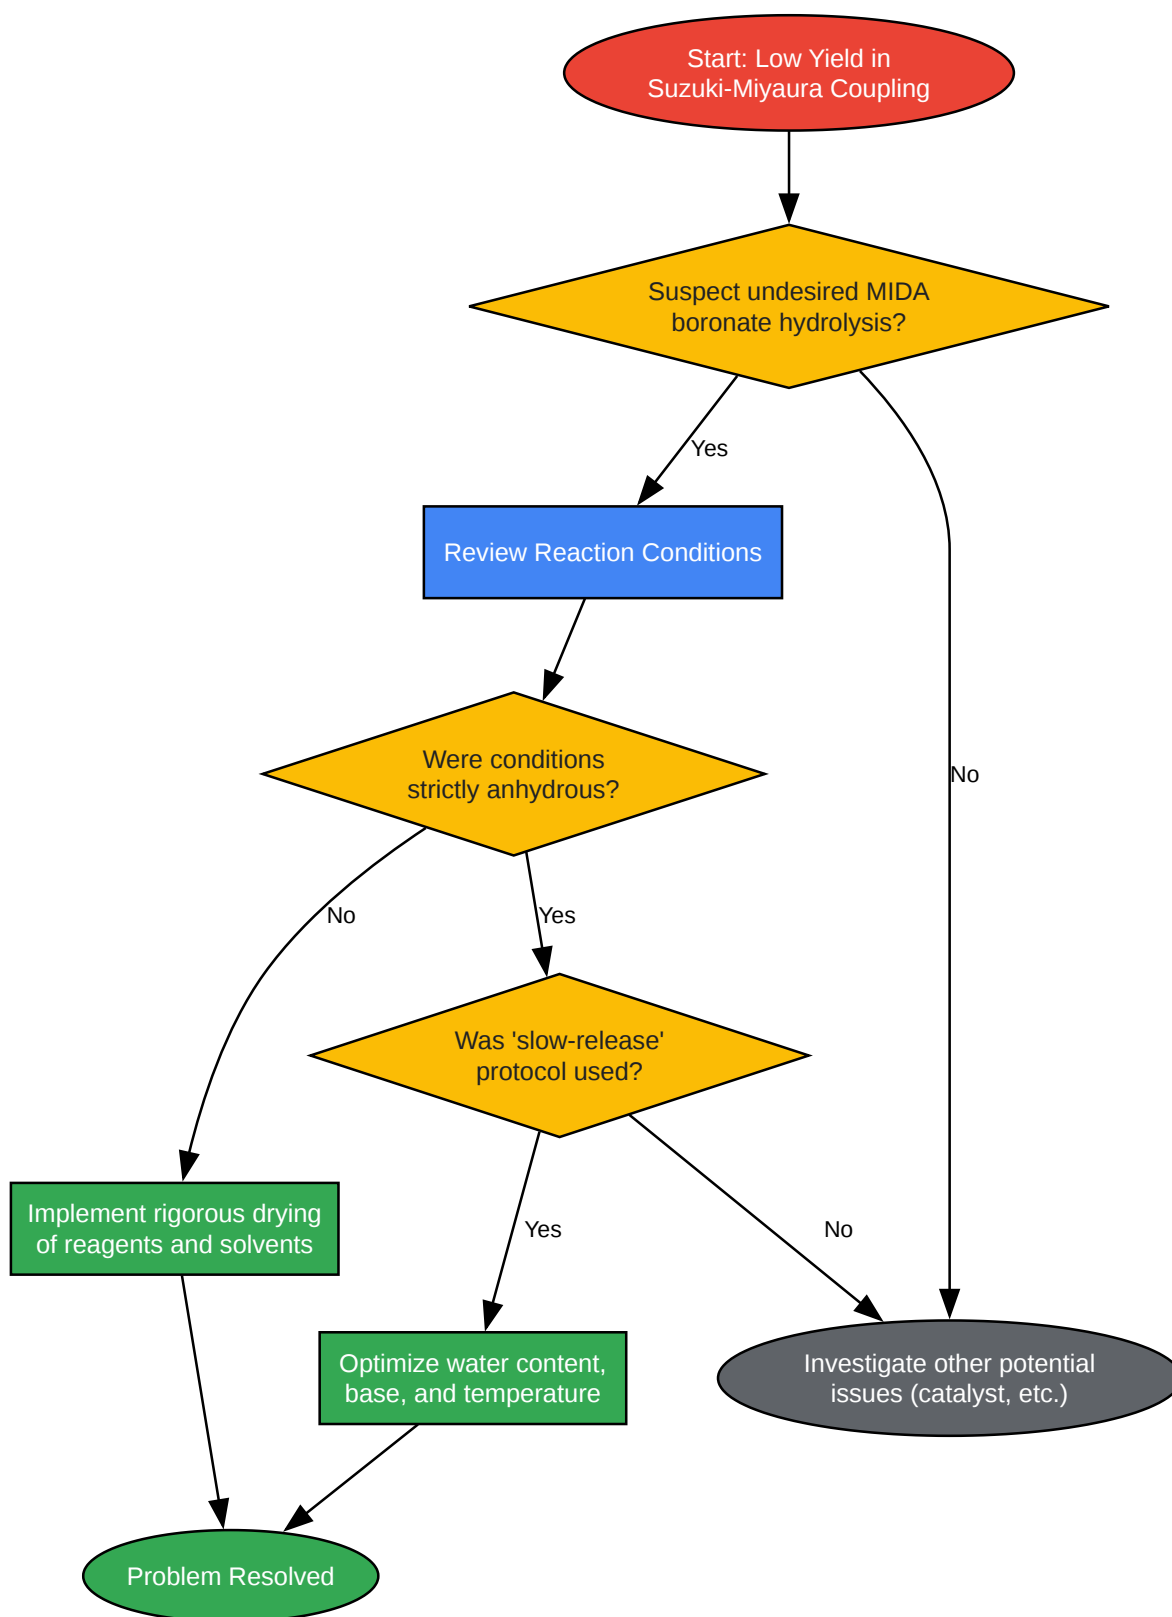 Start: Low Yield in
Suzuki-Miyaura Coupling
Suspect undesired MIDA
boronate hydrolysis?
Yes
Review Reaction Conditions
Were conditions
strictly anhydrous?
No
No
Yes
Was 'slow-release'
protocol used?
Implement rigorous drying
of reagents and solvents
Yes
No
Optimize water content,
base, and temperature
Investigate other potential
issues (catalyst, etc.)
Problem Resolved